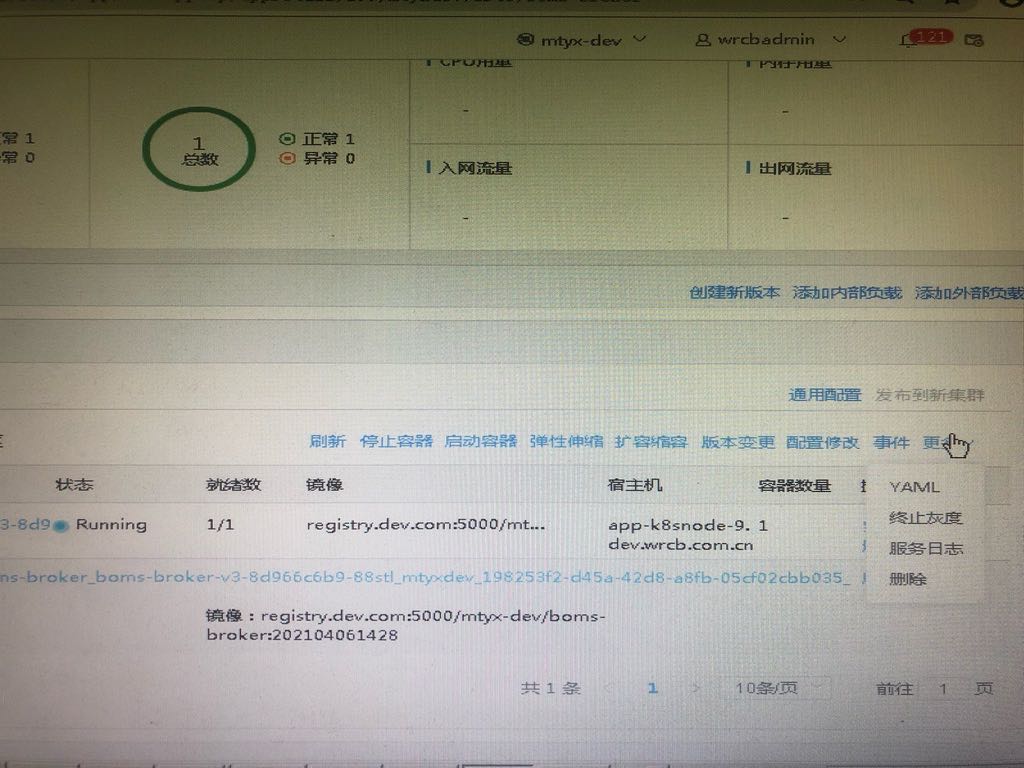 mtyx-dev wrcbadmin 121
CPU用量 内存用量
常 1 1 正常 1 -
常 0 总数 异常 0 -
入网流量 出网流量
- -
创建新版本 添加内部负载 添加外部负载
通用配置 发布到新集群
刷新 停止容器 启动容器 弹性伸缩 扩容缩容 版本变更 配置修改 事件
状态 就绪数 镜像 宿主机 容器数量
YAML
3-8d9 Running 1/1 registry.dev.com:5000/mt... app-k8snode-9. 1
终止灰度
dev.wrcb.com.cn
服务日志
ns-broker_boms-broker-v3-8d966c6b9-88stl_mtyxdev_198253f2-d45a-42d8-a8fb-05cf02cbb035_
删除
镜像：registry.dev.com:5000/mtyx-dev/boms-
broker:202104061428
共 1 条 < 1 > 10条/页 前往 1 页